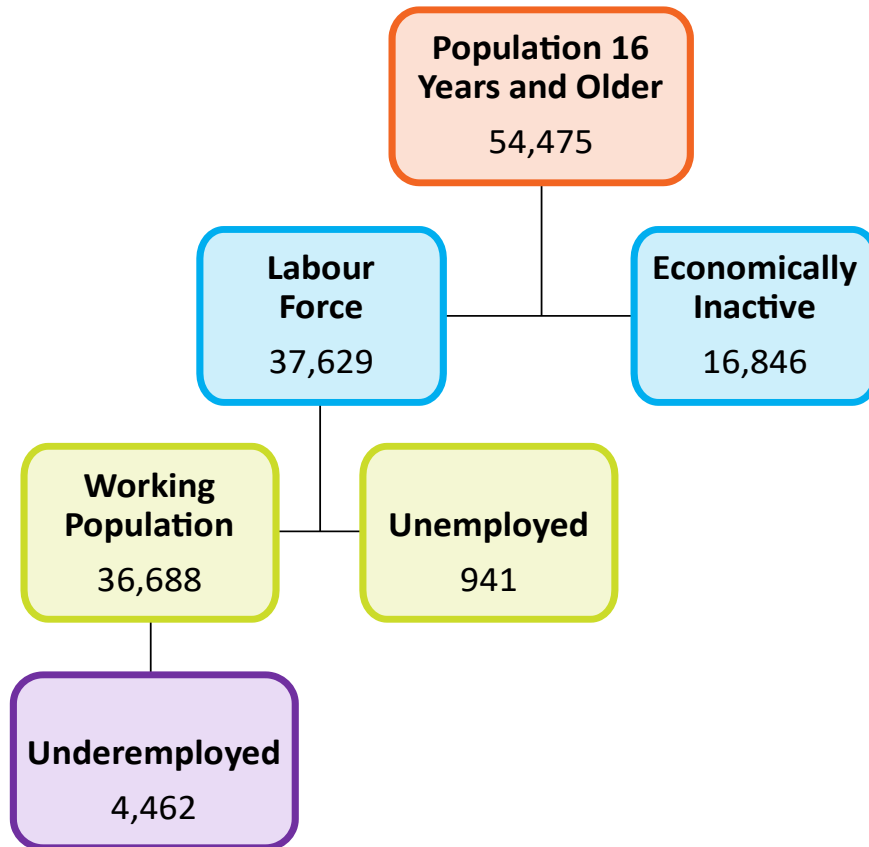 Population 16
Years and Older
54,475
Labour
Force
37,629
Economically
Inactive
16,846
Working
Population
36,688
Unemployed
941
Underemployed
4,462